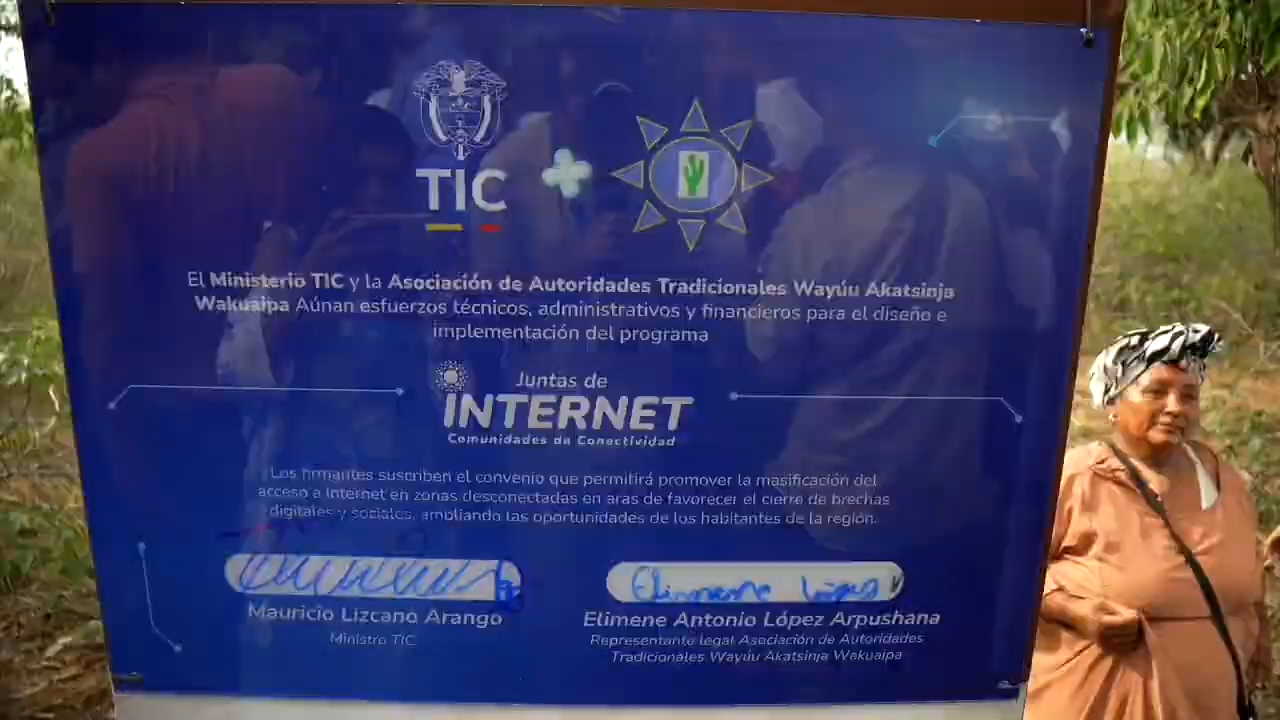 TIC
El Ministerio TIC y la Asociación de Autoridades Tradicionales Wayúu Akatsinja
Wakuaipa Aúnan esfuerzos técnicos, administrativos y financieros para el diseño e
implementación del programa
Juntas de
INTERNET
Comunidades de Conectividad
Los firmantes suscriben el convenio que permitirá promover la masificación del
acceso a Internet en zonas desconectadas en aras de favorecer el cierre de brechas
digitales y sociales, ampliando las oportunidades de los habitantes de la región.
Elimene López
Mauricio Lizcano Arango
Ministro TIC
Elimene Antonio López Arpushana
Representante legal Asociación de Autoridades
Tradicionales Wayúu Akatsinja Wakuaipa